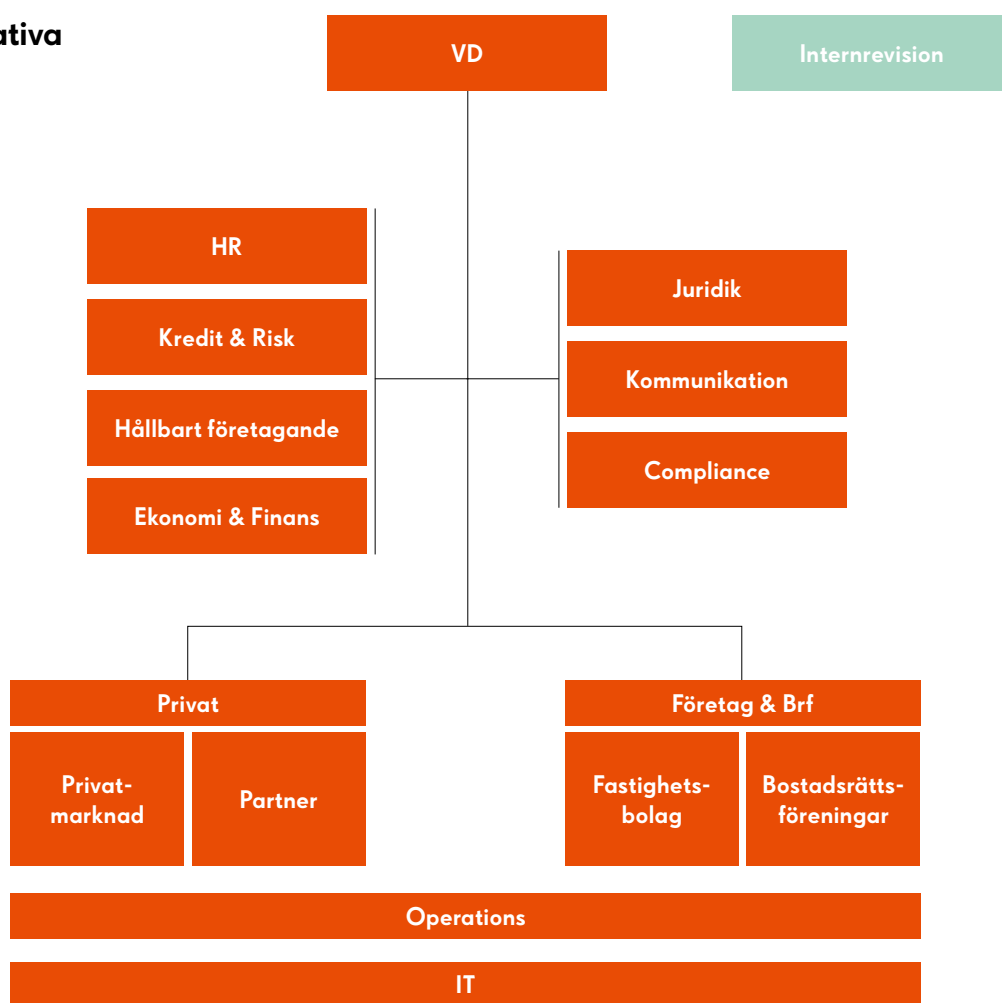 ativa
VD
Internrevision
HR
Kredit & Risk
Hållbart företagande
Ekonomi & Finans
Juridik
Kommunikation
Compliance
Privat
Företag & Brf
Privat-
marknad
Partner
Fastighets-
bolag
Bostadsrätts-
föreningar
Operations
IT